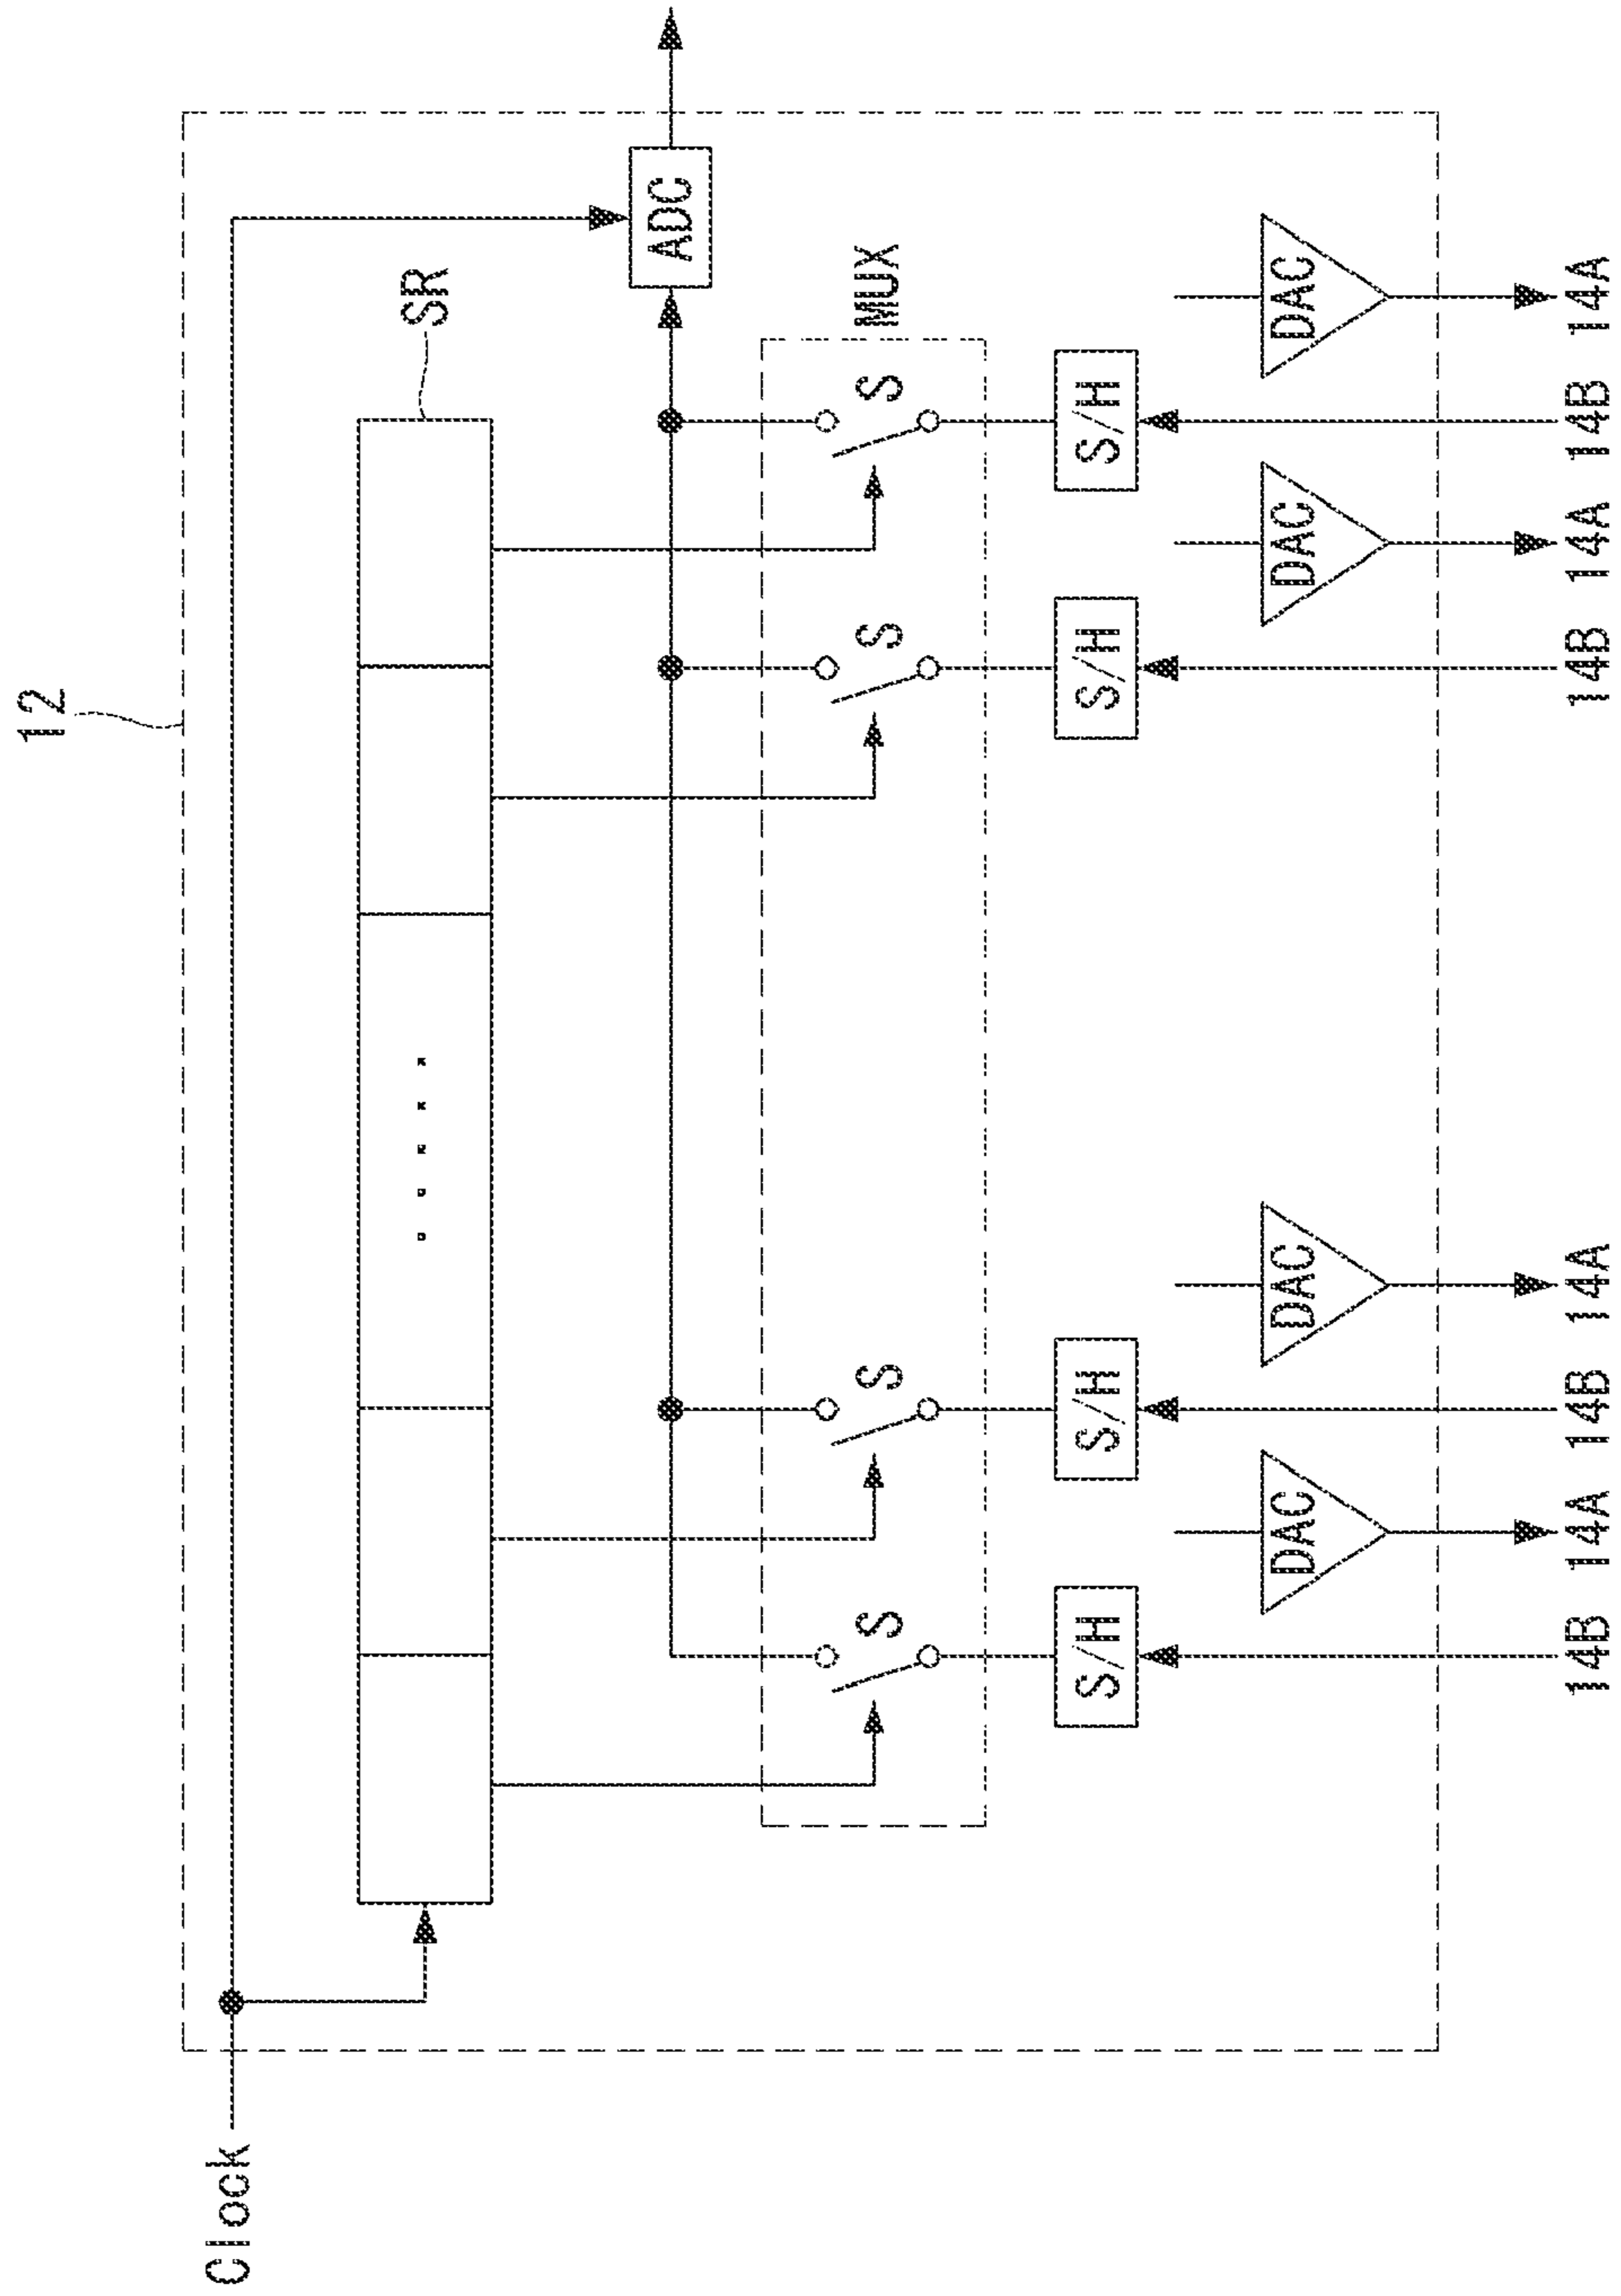 12
Clock
SR
ADC
MUX
S
S
S
S
S/H
S/H
S/H
S/H
DAC
DAC
DAC
DAC
14B 14A 14B 14A 14B 14A 14B 14A